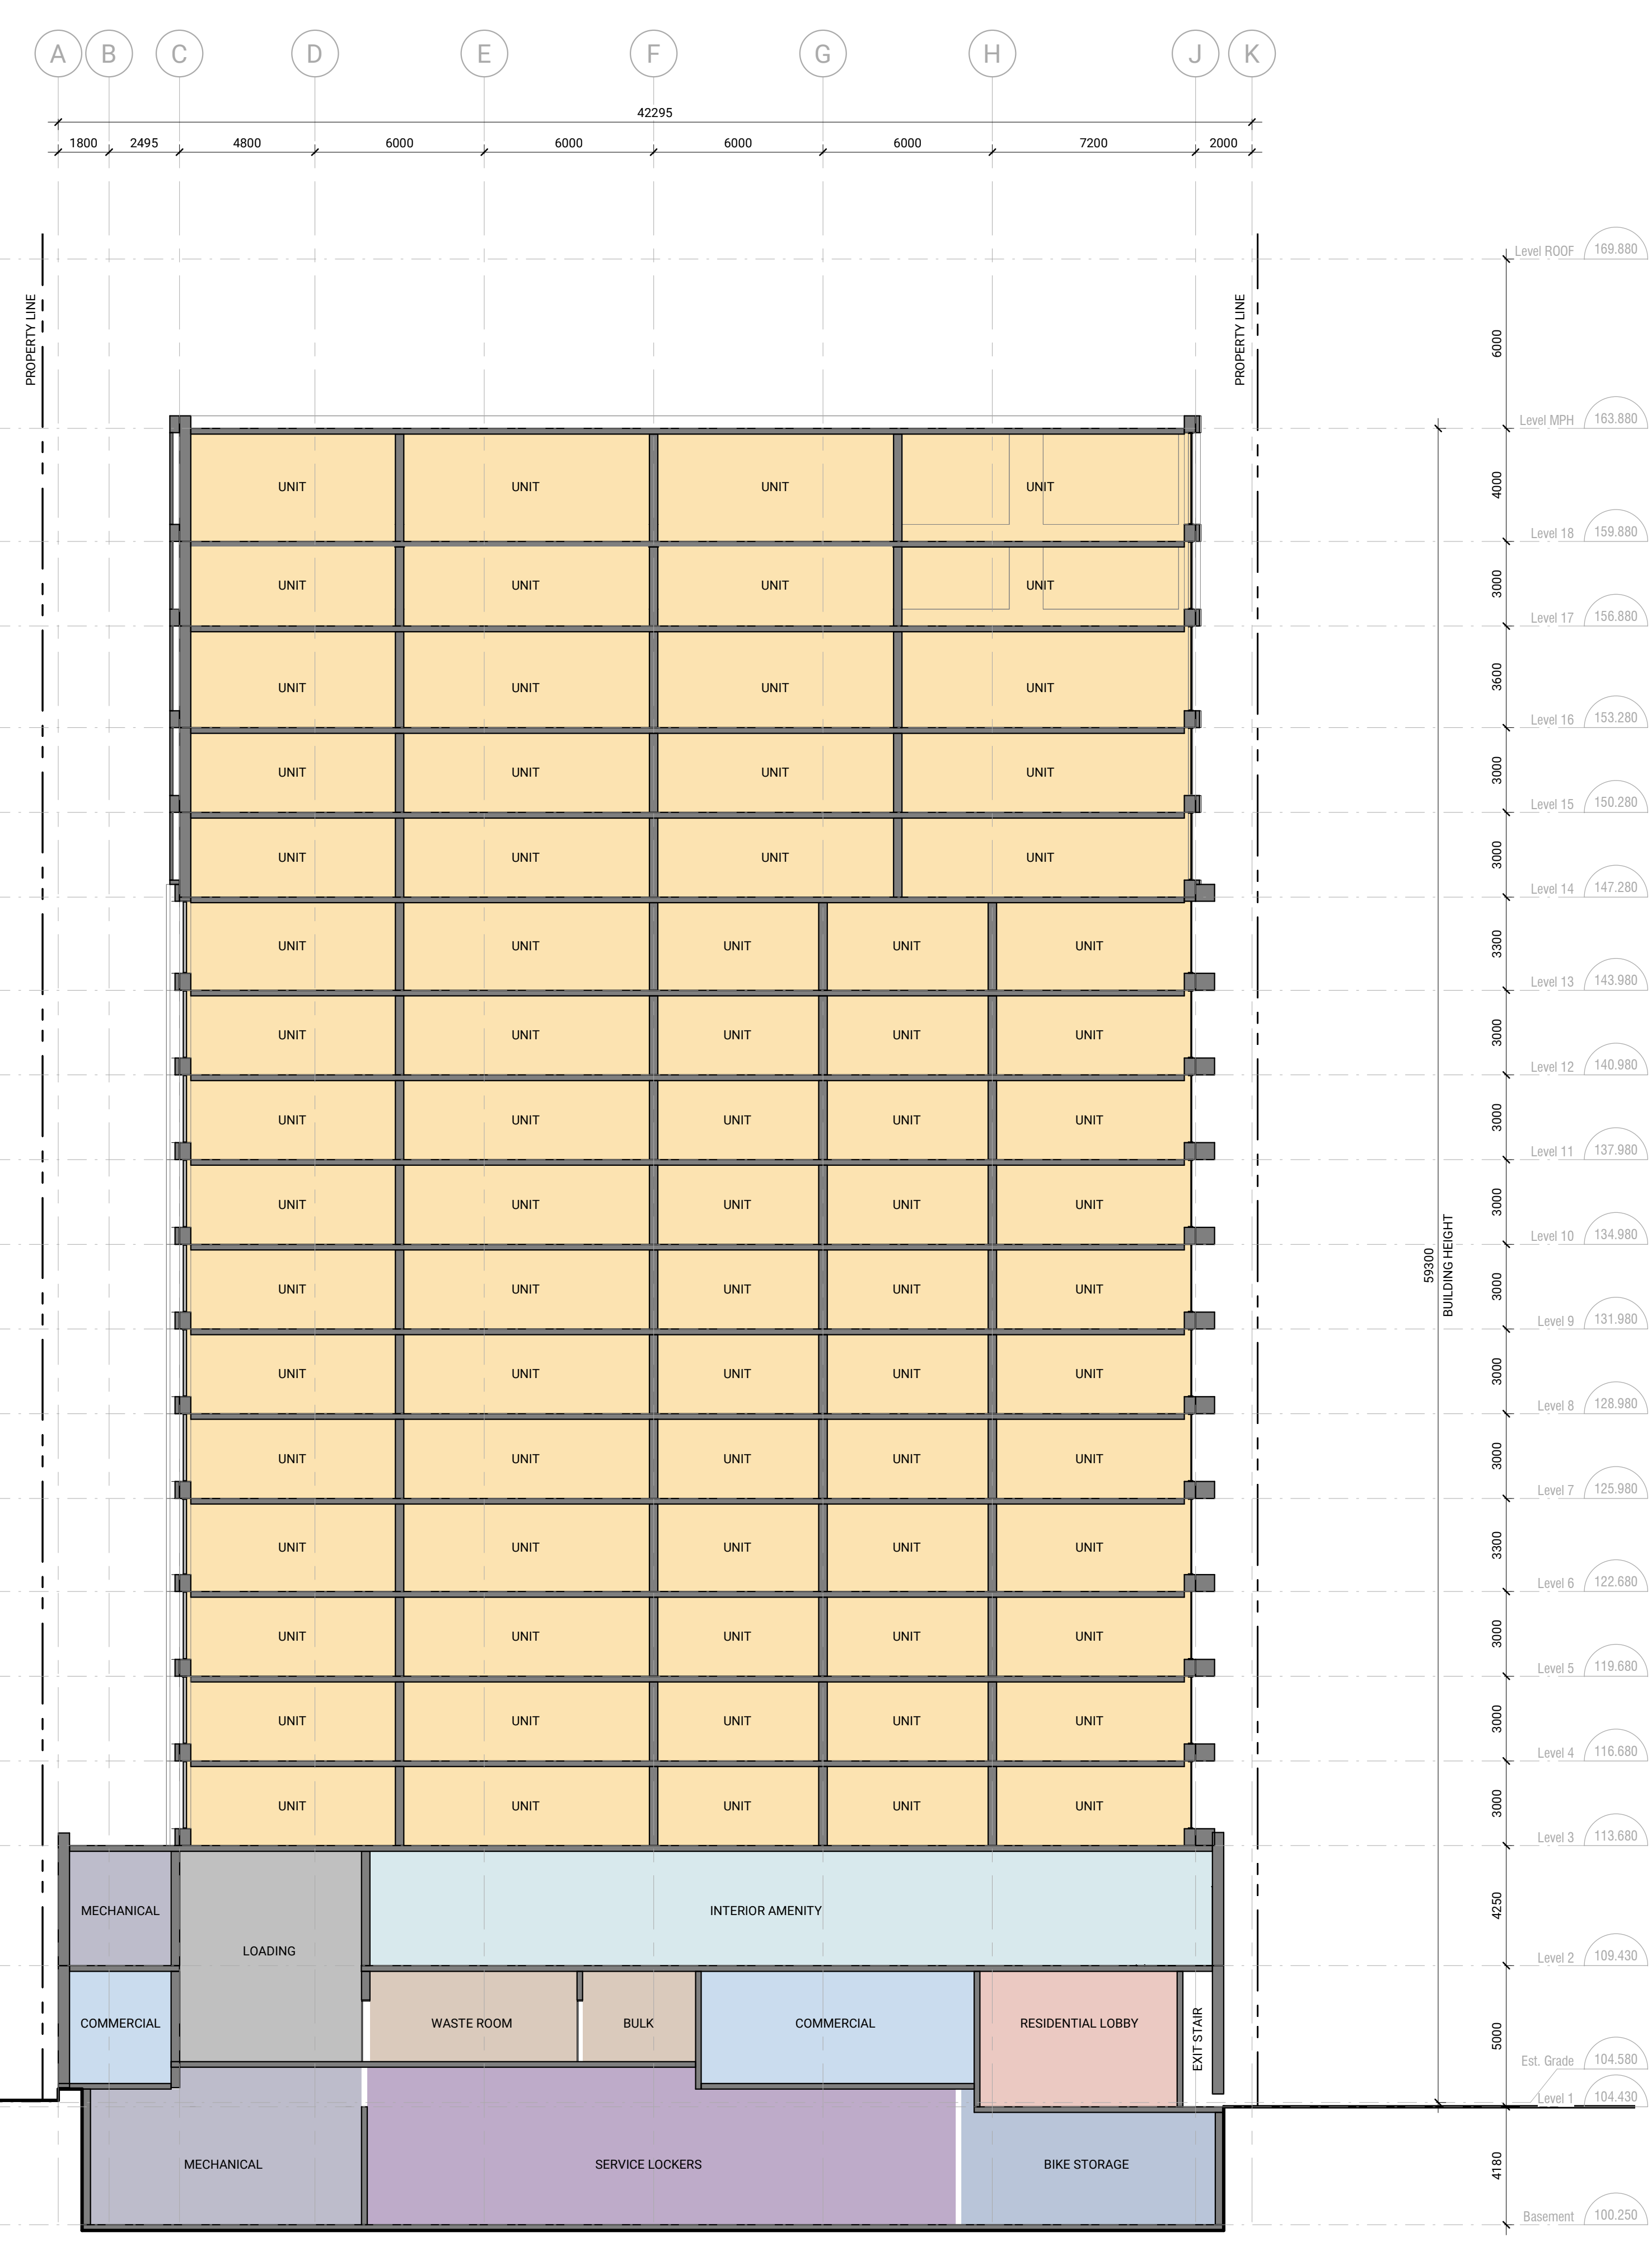 A B C D E F G H J K
42295
1800 2495 4800 6000 6000 6000 6000 7200 2000
Level ROOF 169.880
PROPERTY LINE
PROPERTY LINE
6000
Level MPH 163.880
UNIT UNIT UNIT UNIT
4000
Level 18 159.880
UNIT UNIT UNIT UNIT
3000
Level 17 156.880
UNIT UNIT UNIT UNIT
3600
Level 16 153.280
UNIT UNIT UNIT UNIT
3000
Level 15 150.280
UNIT UNIT UNIT UNIT
3000
Level 14 147.280
UNIT UNIT UNIT UNIT UNIT
3300
Level 13 143.980
UNIT UNIT UNIT UNIT UNIT
3000
Level 12 140.980
UNIT UNIT UNIT UNIT UNIT
3000
Level 11 137.980
UNIT UNIT UNIT UNIT UNIT
3000
Level 10 134.980
59300
BUILDING HEIGHT
UNIT UNIT UNIT UNIT UNIT
3000
Level 9 131.980
UNIT UNIT UNIT UNIT UNIT
3000
Level 8 128.980
UNIT UNIT UNIT UNIT UNIT
3000
Level 7 125.980
UNIT UNIT UNIT UNIT UNIT
3300
Level 6 122.680
UNIT UNIT UNIT UNIT UNIT
3000
Level 5 119.680
UNIT UNIT UNIT UNIT UNIT
3000
Level 4 116.680
UNIT UNIT UNIT UNIT UNIT
3000
Level 3 113.680
MECHANICAL
INTERIOR AMENITY
4250
LOADING
Level 2 109.430
COMMERCIAL WASTE ROOM BULK COMMERCIAL RESIDENTIAL LOBBY
EXIT STAIR
5000
Est. Grade 104.580
Level 1 104.430
MECHANICAL SERVICE LOCKERS BIKE STORAGE
4180
Basement 100.250